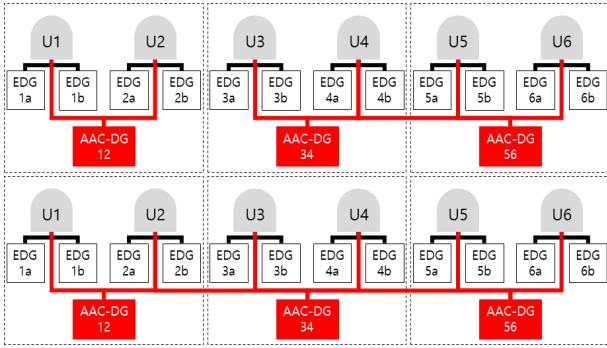 U1 U2 U3 U4 U5 U6
EDG EDG EDG EDG EDG EDG EDG EDG EDG EDG EDG EDG
1a 1b 2a 2b 3a 3b 4a 4b 5a 5b 6a 6b
AAC-DG AAC-DG AAC-DG
12 34 56
U1 U2 U3 U4 U5 U6
EDG EDG EDG EDG EDG EDG EDG EDG EDG EDG EDG EDG
1a 1b 2a 2b 3a 3b 4a 4b 5a 5b 6a 6b
AAC-DG AAC-DG AAC-DG
12 34 56